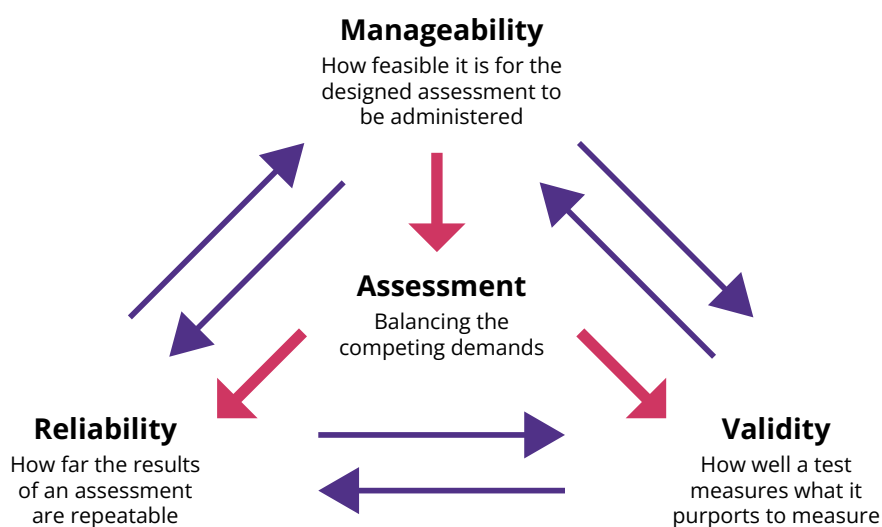 Manageability
How feasible it is for the
designed assessment to
be administered
Assessment
Balancing the
competing demands
Reliability
How far the results
of an assessment
are repeatable
Validity
How well a test
measures what it
purports to measure